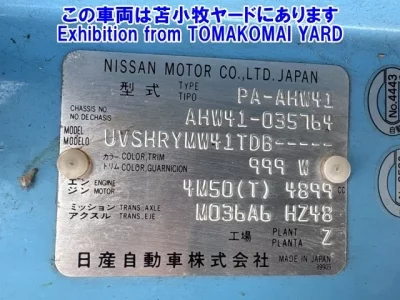 この車両は苫小牧ヤードにあります
Exhibition from TOMAKOMAI YARD
NISSAN MOTOR CO., LTD. JAPAN
型式 TYPE TIPO PA-AHW41
CHASSIS NO NO DECHASIS AHW41-035764
MODEL MODELO UVSHRYMW41TDB-----
カラー COLOR, TRIM
トリム COLOR, GUARNICION 999 W
エンジン ENGINE MOTOR 4M50(T) 4899 CC
ミッション TRANS. AXLE
アクスル TRANS. EJE M036A6 HZ48
工場 PLANT PLANTA Z
日産自動車株式会社 MADE IN JAPAN
No.4443